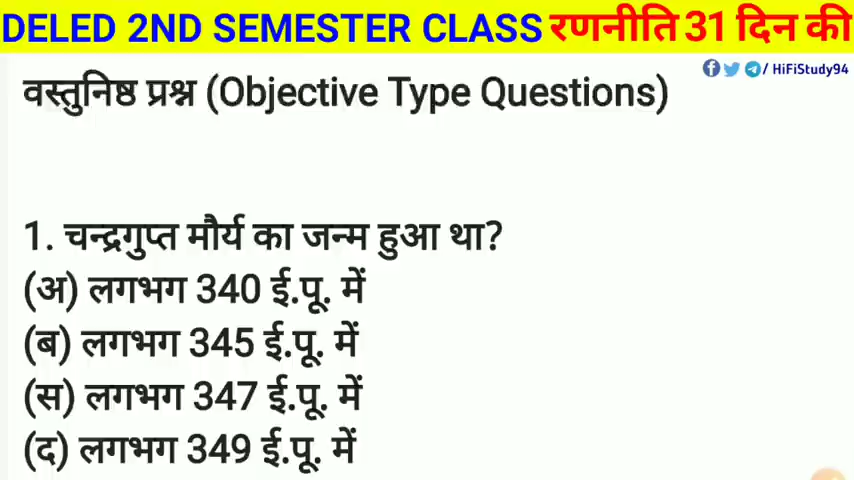 DELED 2ND SEMESTER CLASS रणनीति 31 दिन की
/ HiFiStudy94
वस्तुनिष्ठ प्रश्न (Objective Type Questions)
1. चन्द्रगुप्त मौर्य का जन्म हुआ था?
(अ) लगभग 340 ई.पू. में
(ब) लगभग 345 ई.पू. में
(स) लगभग 347 ई.पू. में
(द) लगभग 349 ई.पू. में